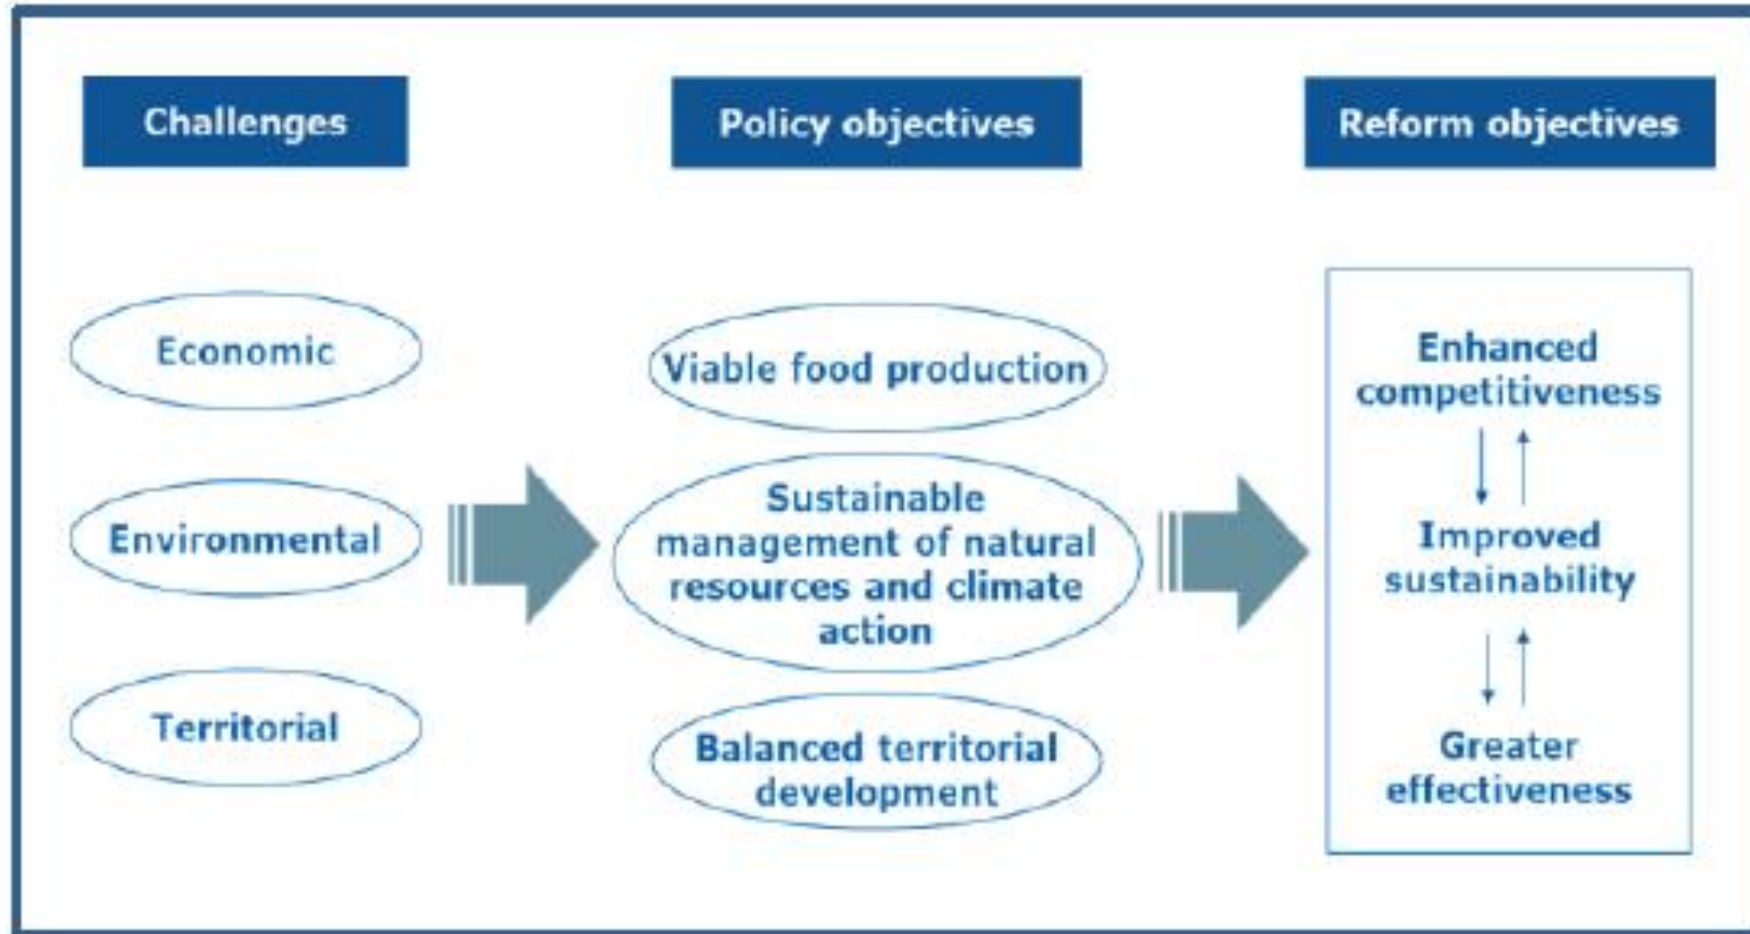 Challenges
Policy objectives
Reform objectives
Economic
Environmental
Territorial
Viable food production
Sustainable
management of natural
resources and climate
action
Balanced territorial
development
Enhanced
competitiveness
Improved
sustainability
Greater
effectiveness